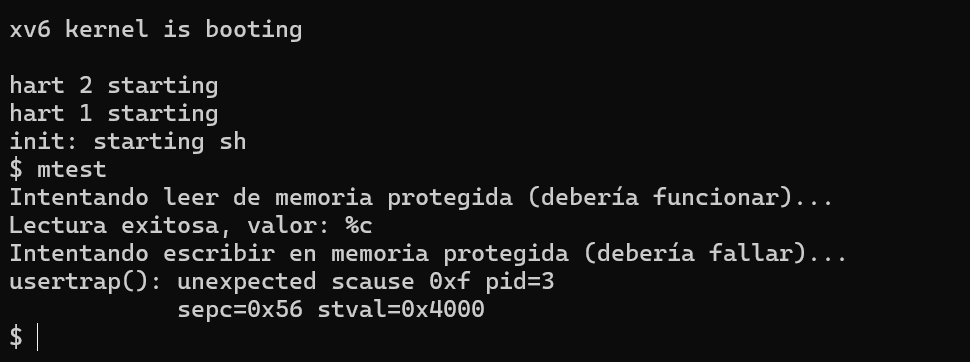 xv6 kernel is booting
hart 2 starting
hart 1 starting
init: starting sh
$ mtest
Intentando leer de memoria protegida (debería funcionar)...
Lectura exitosa, valor: %c
Intentando escribir en memoria protegida (debería fallar)...
usertrap(): unexpected scause 0xf pid=3
            sepc=0x56 stval=0x4000
$